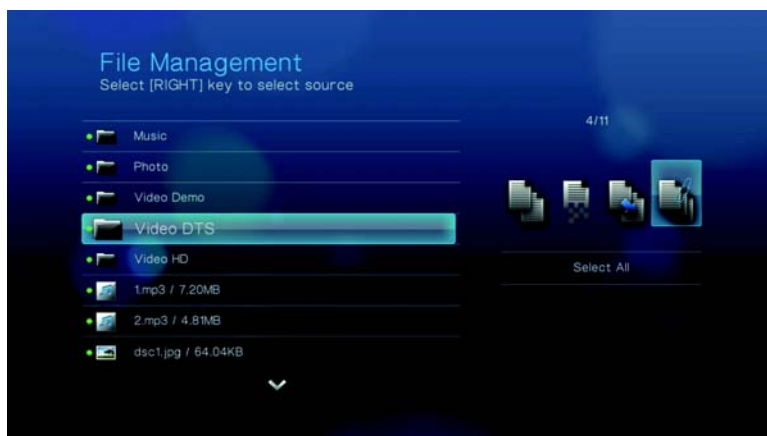 File Management
Select [RIGHT] key to select source
4/11
Music
Photo
Video Demo
Video DTS
Video HD
Select All
1.mp3 / 7.20MB
2.mp3 / 4.81MB
dsc1.jpg / 64.04KB